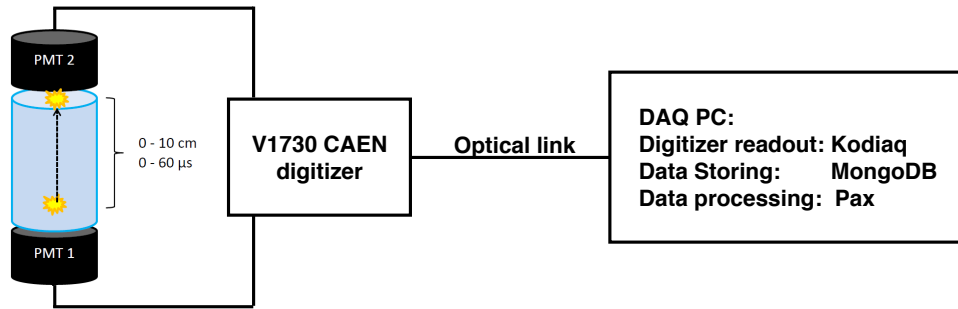 PMT 2
0 - 10 cm
0 - 60 µs
PMT 1
V1730 CAEN
digitizer
Optical link
DAQ PC:
Digitizer readout: Kodiaq
Data Storing: MongoDB
Data processing: Pax